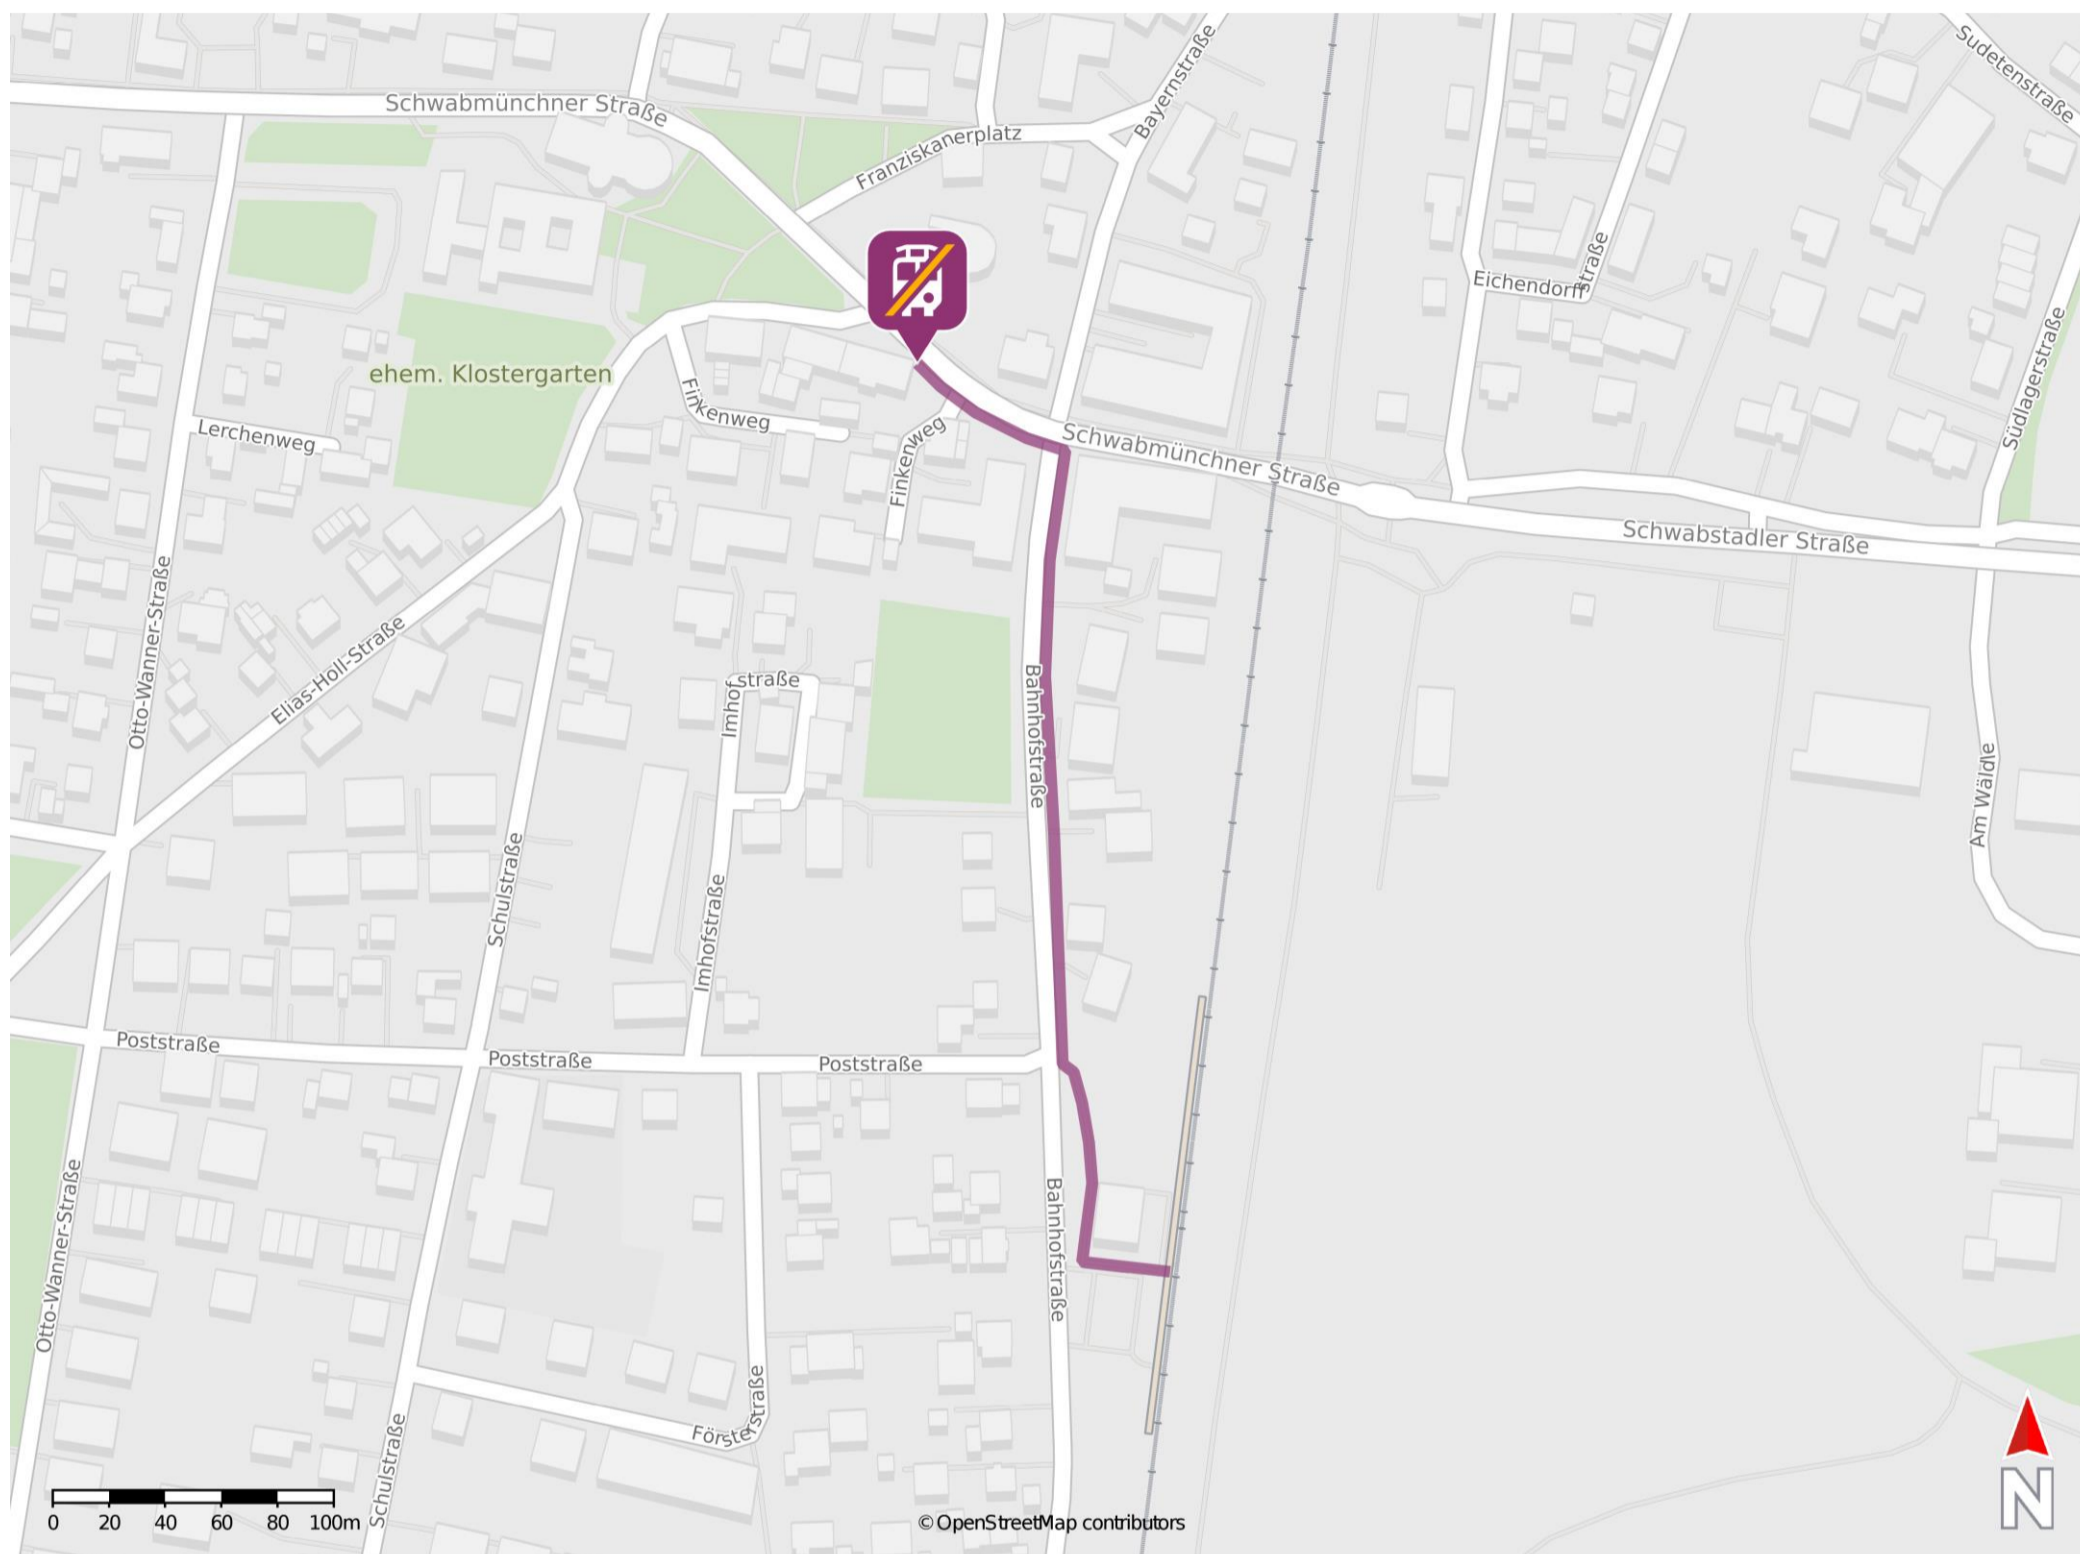 Sudetenstraße
Bayernstraße
Schwabmünchner Straße
Franziskanerplatz
Eichendorffstraße
Südlagerstraße
ehem. Klostergarten
Finkenweg
Lerchenweg
Finkenweg
Schwabmünchner Straße
Schwabstadler Straße
Otto-Wanner-Straße
Elias-Holl-Straße
Imhofstraße
Bahnhofstraße
Am Wäldle
Schulstraße
Imhofstraße
Poststraße
Poststraße
Poststraße
Otto-Wanner-Straße
Bahnhofstraße
Försterstraße
Schulstraße
N
0 20 40 60 80 100m
© OpenStreetMap contributors